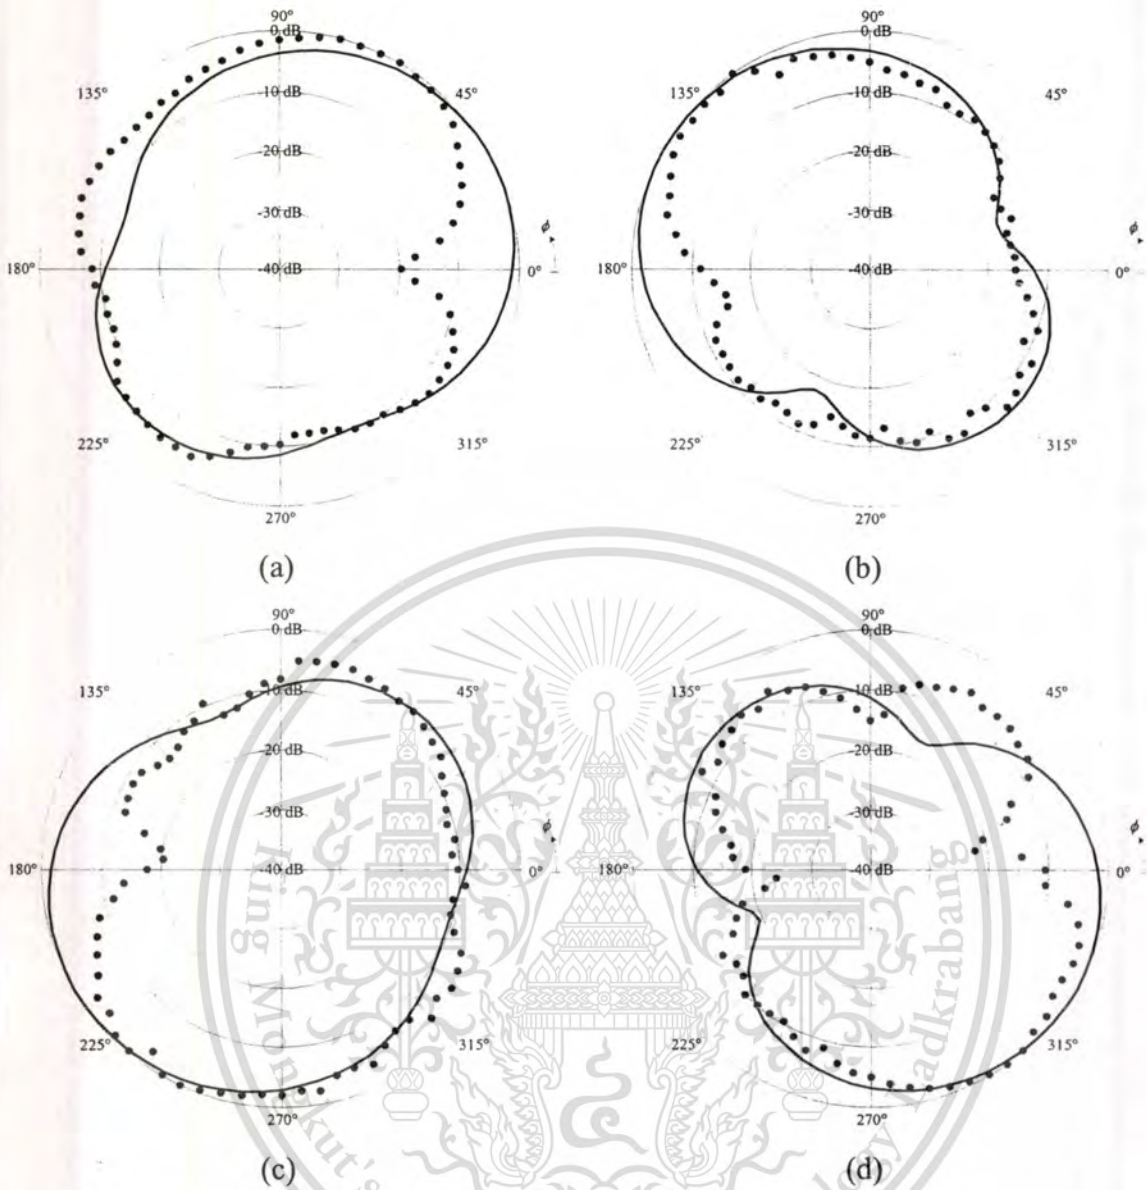 90°
0 dB
135°
45°
-10 dB
-20 dB
-30 dB
ϕ
180°
-40 dB
0°
225°
315°
270°
(a)
90°
0 dB
135°
45°
-10 dB
-20 dB
-30 dB
ϕ
180°
-40 dB
0°
225°
315°
270°
(b)
90°
0 dB
135°
45°
-10 dB
-20 dB
-30 dB
ϕ
180°
-40 dB
0°
225°
315°
270°
(c)
90°
0 dB
135°
45°
-10 dB
-20 dB
-30 dB
ϕ
180°
-40 dB
0°
225°
315°
270°
(d)
King Mongkut's
Ladkrabang